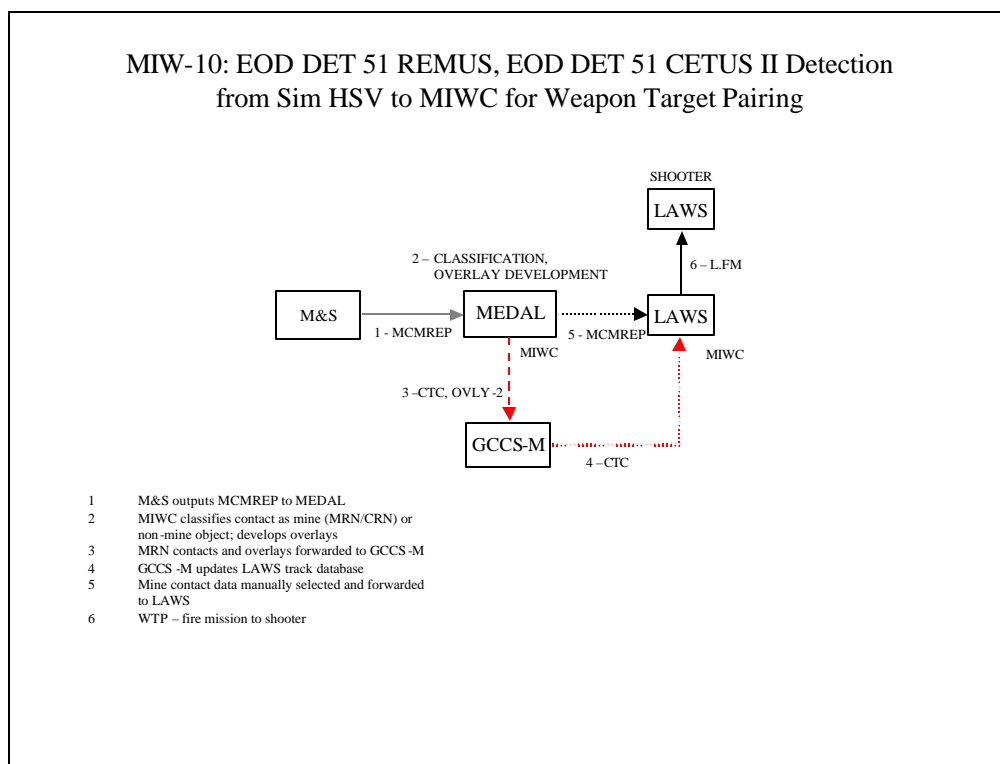 MIW-10: EOD DET 51 REMUS, EOD DET 51 CETUS II Detection
from Sim HSV to MIWC for Weapon Target Pairing
SHOOTER
LAWS
6 – L.FM
2 – CLASSIFICATION,
OVERLAY DEVELOPMENT
M&S
MEDAL
LAWS
1 - MCMREP
5 - MCMREP
MIWC
MIWC
3 –CTC, OVLY -2
GCCS-M
4 –CTC
1 M&S outputs MCMREP to MEDAL
2 MIWC classifies contact as mine (MRN/CRN) or
non-mine object; develops overlays
3 MRN contacts and overlays forwarded to GCCS -M
4 GCCS -M updates LAWS track database
5 Mine contact data manually selected and forwarded
to LAWS
6 WTP – fire mission to shooter